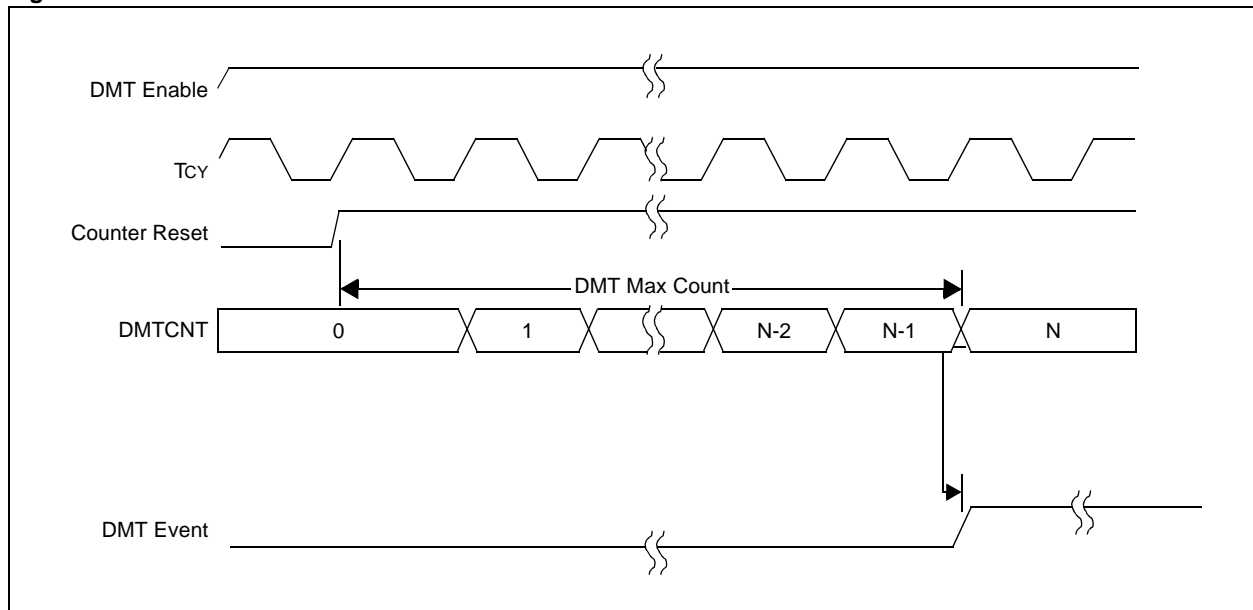 DMT Enable
TCY
Counter Reset
DMT Max Count
DMTCNT 0 1 N-2 N-1 N
DMT Event